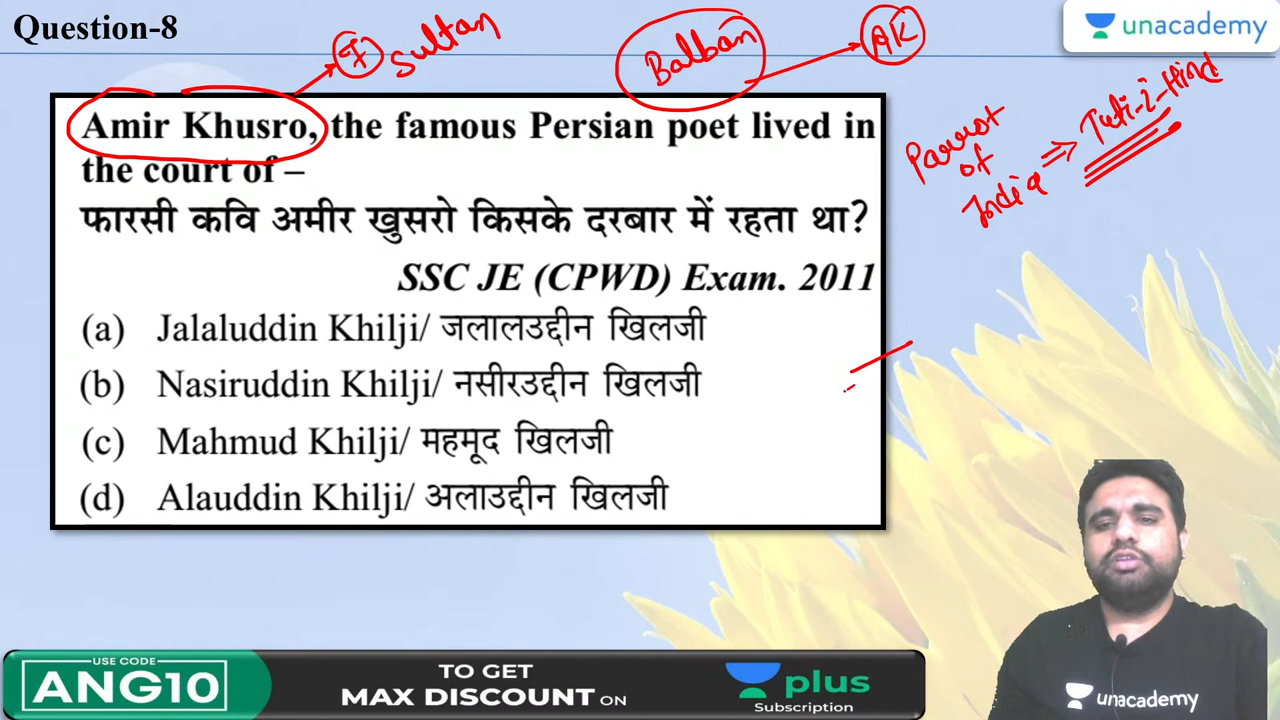 Question-8
Sultan
Balban
AK
unacademy
Parrot
of
India ⇒ Tuti-i-Hind
Amir Khusro, the famous Persian poet lived in
the court of –
फारसी कवि अमीर खुसरो किसके दरबार में रहता था?
SSC JE (CPWD) Exam. 2011
(a) Jalaluddin Khilji/ जलालउद्दीन खिलजी
(b) Nasiruddin Khilji/ नसीरउद्दीन खिलजी
(c) Mahmud Khilji/ महमूद खिलजी
(d) Alauddin Khilji/ अलाउद्दीन खिलजी
USE CODE
ANG10
TO GET
MAX DISCOUNT ON
plus
Subscription
unacademy